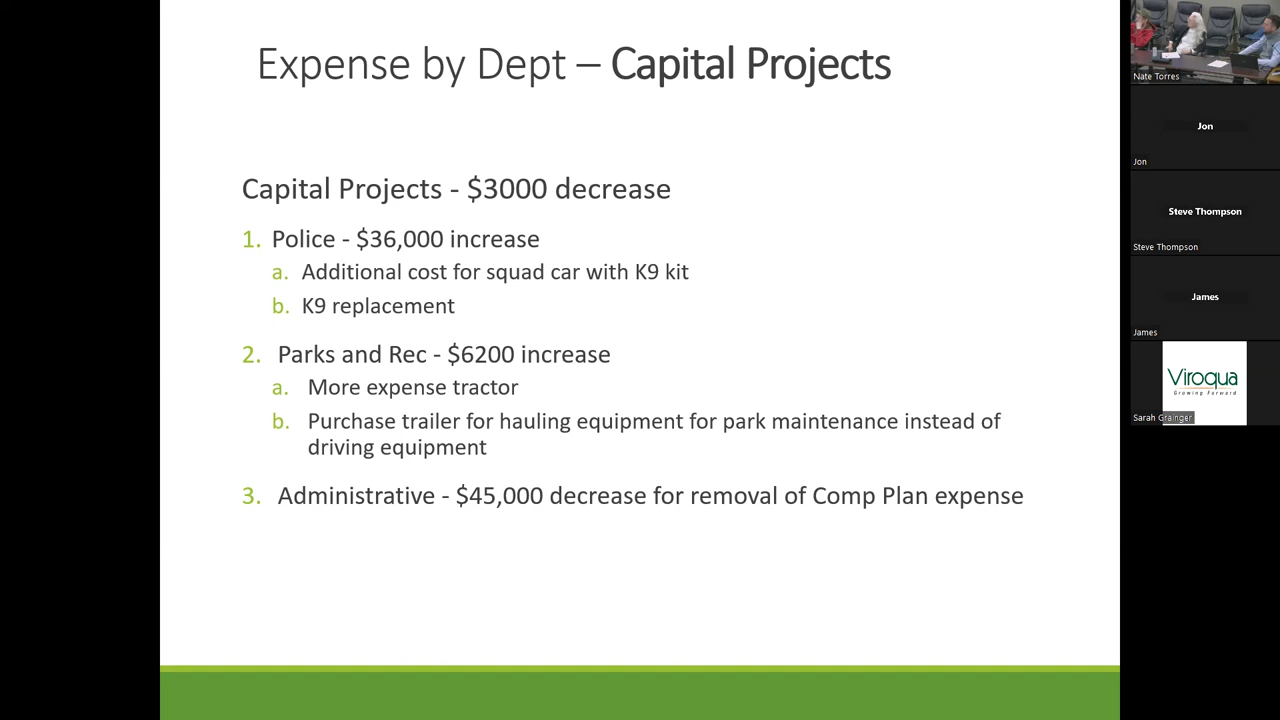 Expense by Dept – Capital Projects
Capital Projects - $3000 decrease
1. Police - $36,000 increase
a. Additional cost for squad car with K9 kit
b. K9 replacement
2. Parks and Rec - $6200 increase
a. More expense tractor
b. Purchase trailer for hauling equipment for park maintenance instead of
driving equipment
3. Administrative - $45,000 decrease for removal of Comp Plan expense
Nate Torres
Jon
Jon
Steve Thompson
Steve Thompson
James
James
Viroqua
Growing Forward
Sarah Grainger